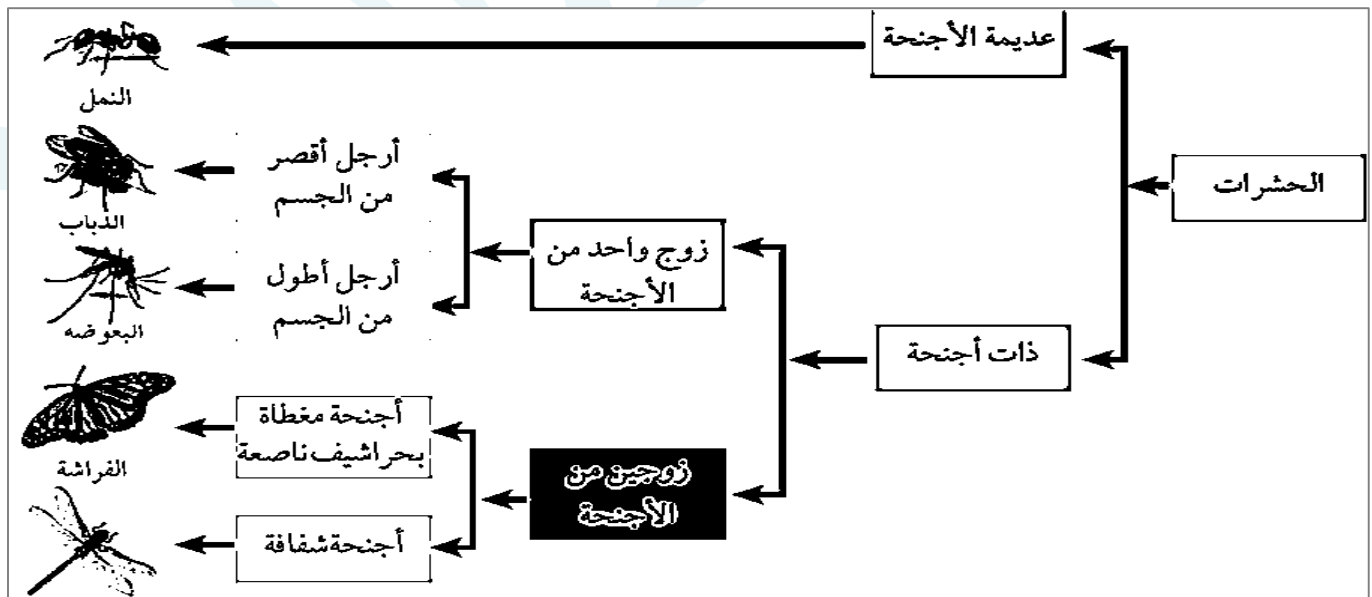 عديمة الأجنحة
النمل
الحشرات
أرجل أقصر
من الجسم
الذباب
زوج واحد من
الأجنحة
أرجل أطول
من الجسم
البعوضه
ذات أجنحة
أجنحة مغطاة
بحراشيف ناصعة
الفراشة
زوجين من
الأجنحة
أجنحة شفافة